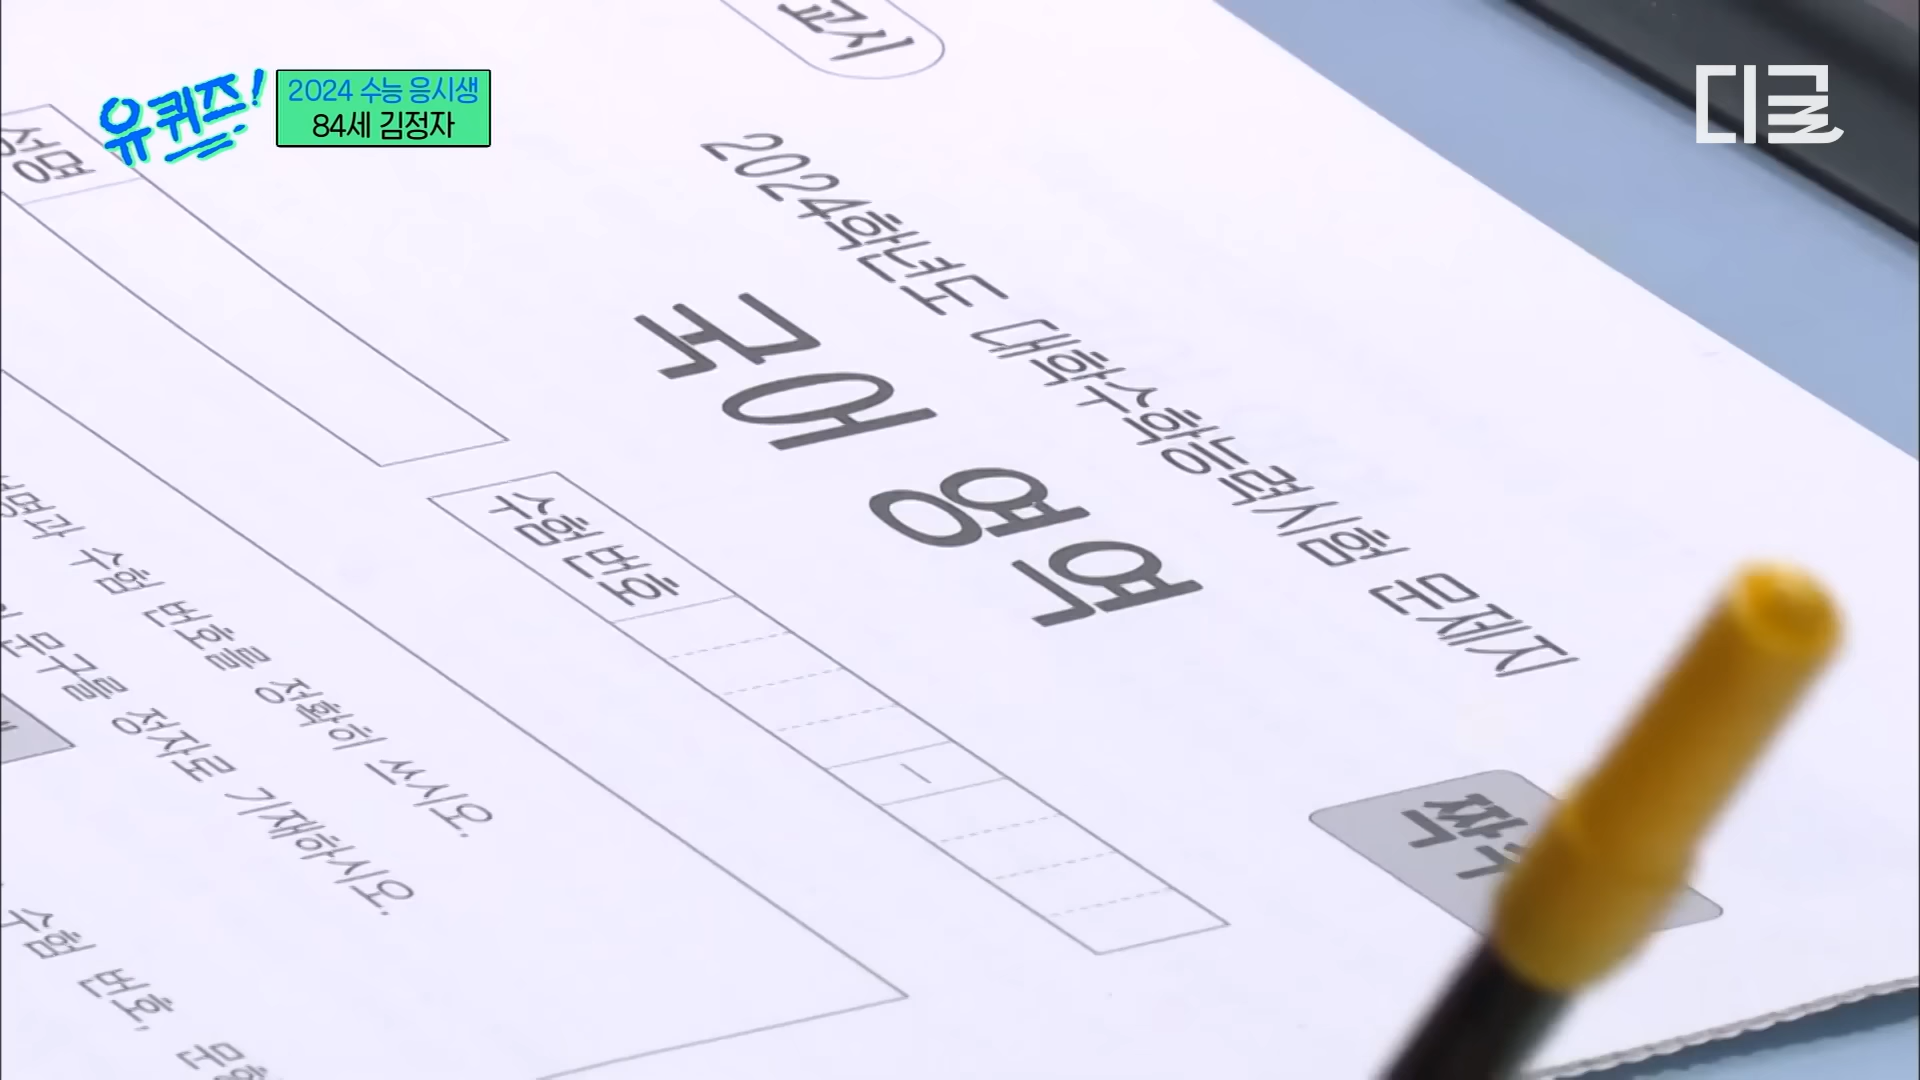 유퀴즈!
2024 수능 응시생
84세 김정자
디글
교시
2024학년도 대학수학능력시험 문제지
국어 영역
성명
수험 번호
–
성명과 수험 번호를 정확히 쓰시오.
문구를 정자로 기재하시오.
수험 번호,